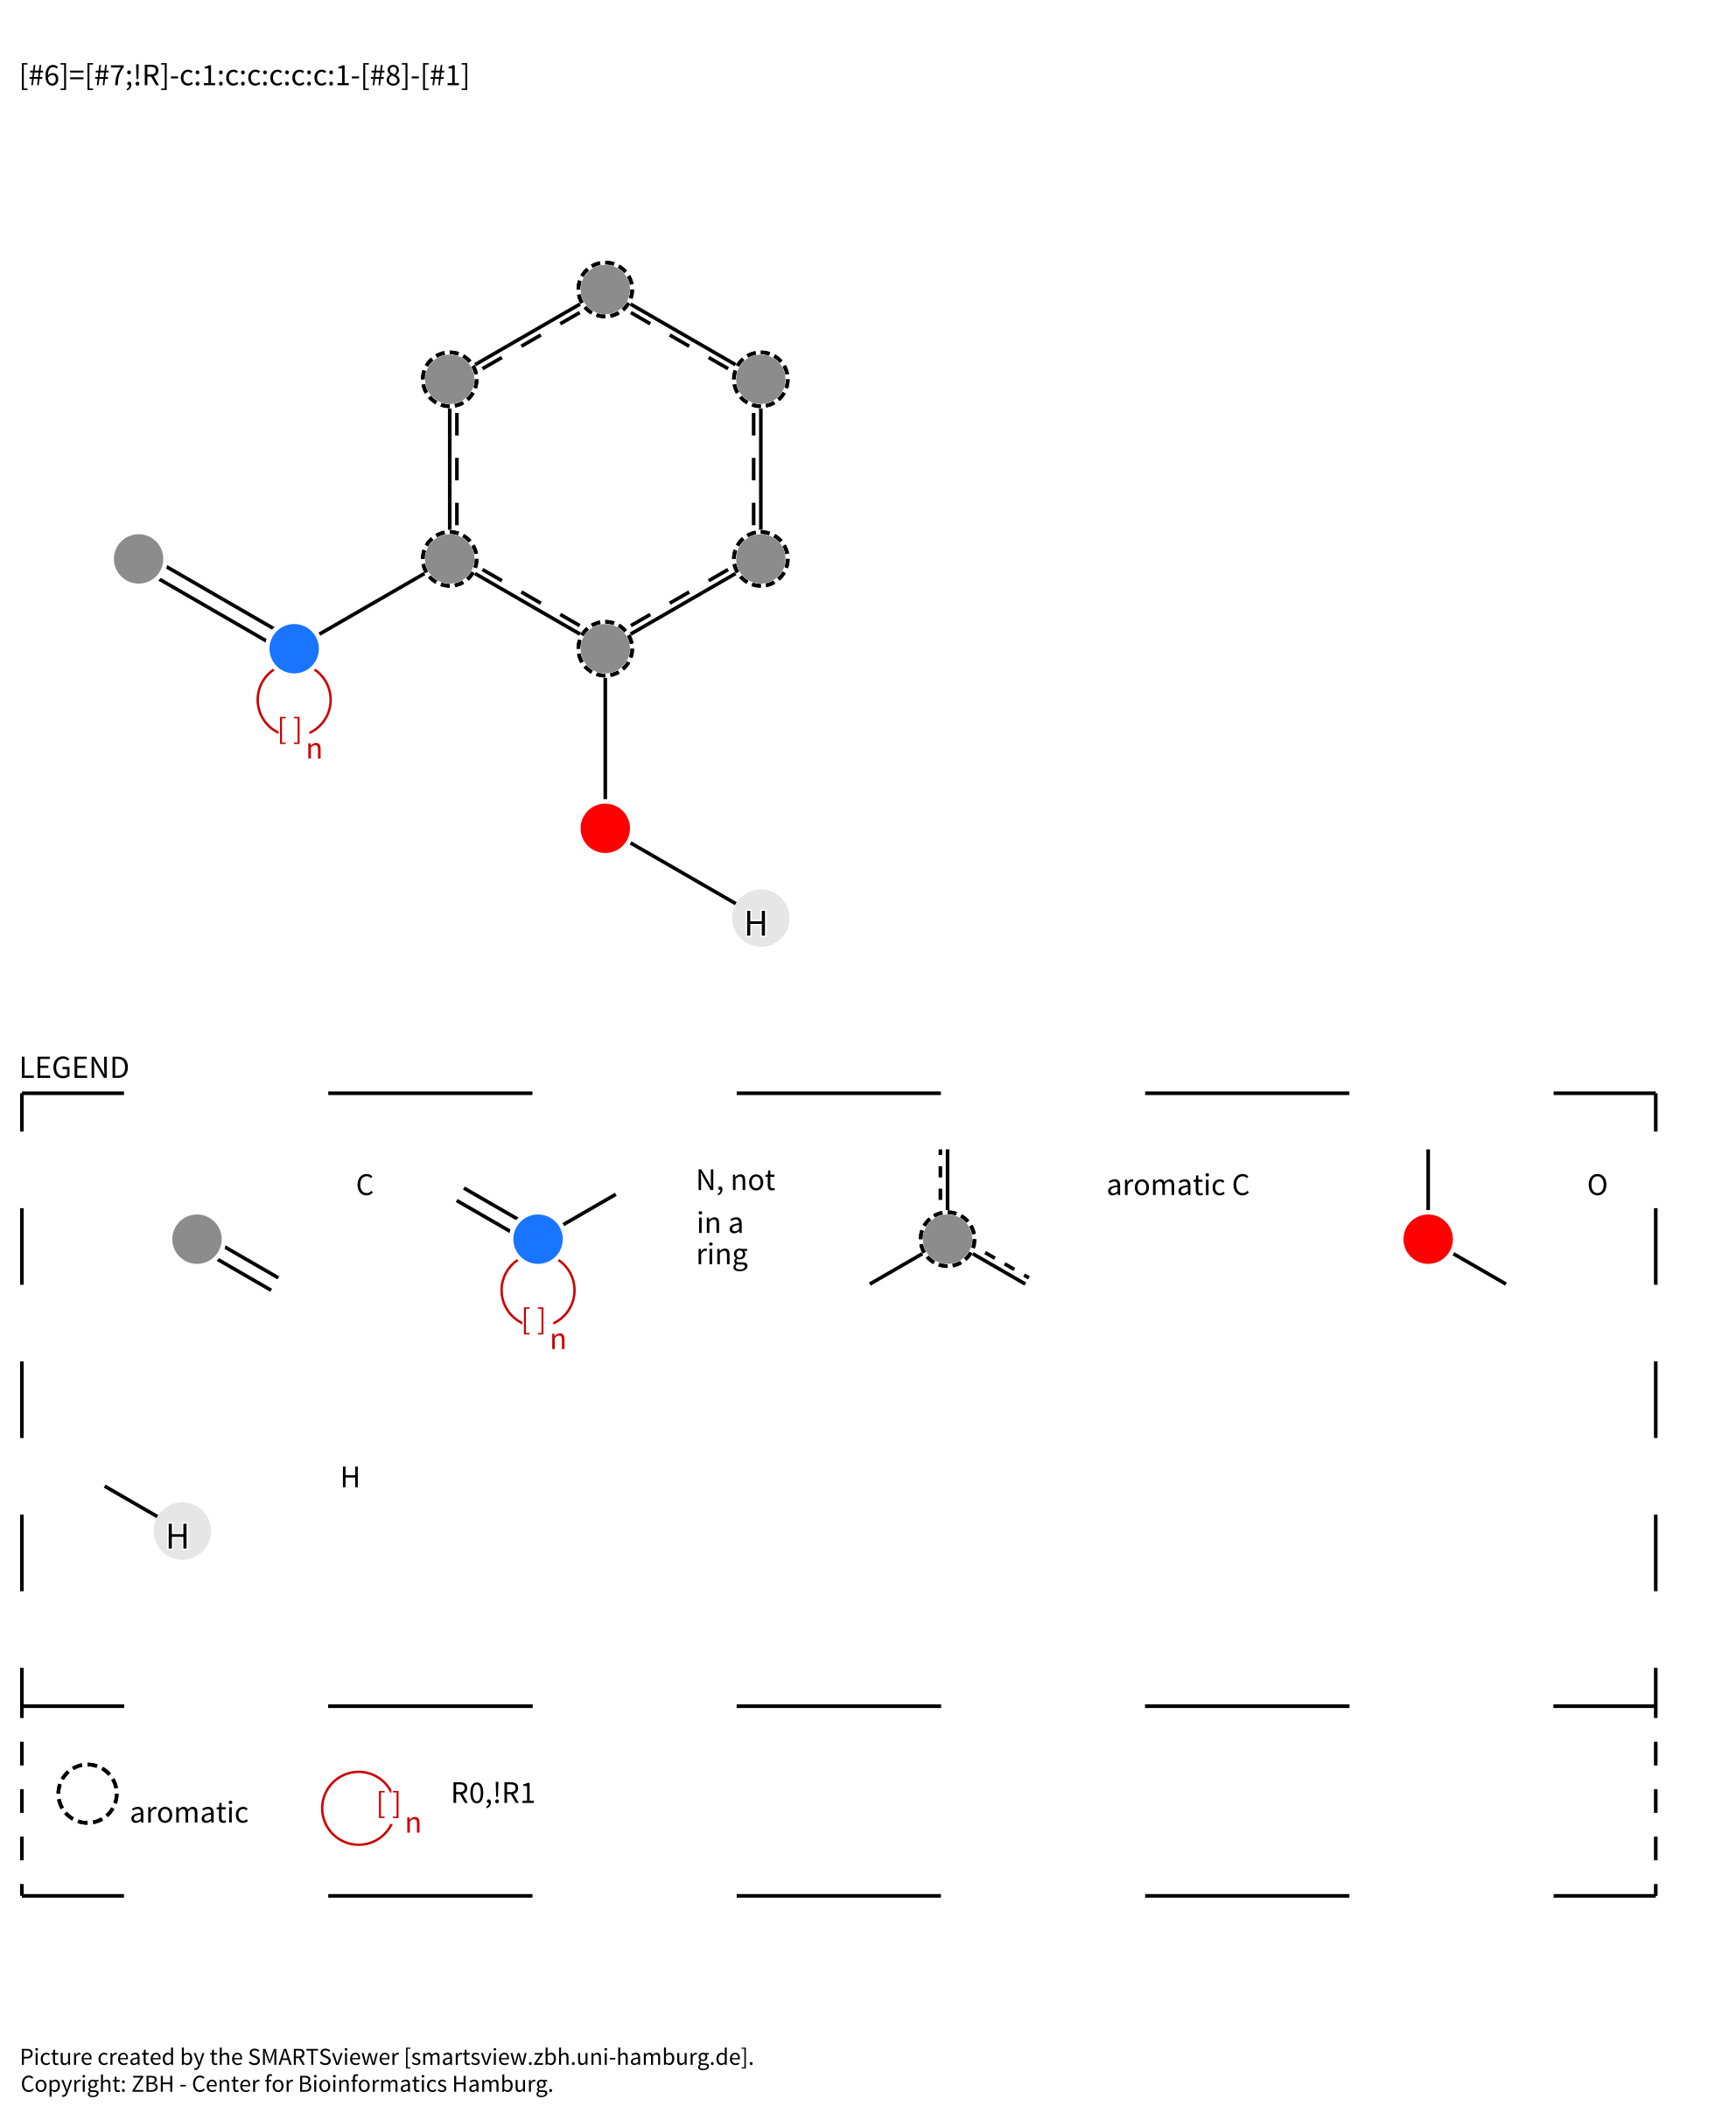 [#6]=[#7;!R]-c:1:c:c:c:c:c:1-[#8]-[#1]
[ ]
n
H
LEGEND
C
N, not
in a
ring
aromatic C
O
[ ]
n
H
H
aromatic
[ ]
n
R0,!R1
Picture created by the SMARTSviewer [smartsview.zbh.uni-hamburg.de].
Copyright: ZBH - Center for Bioinformatics Hamburg.